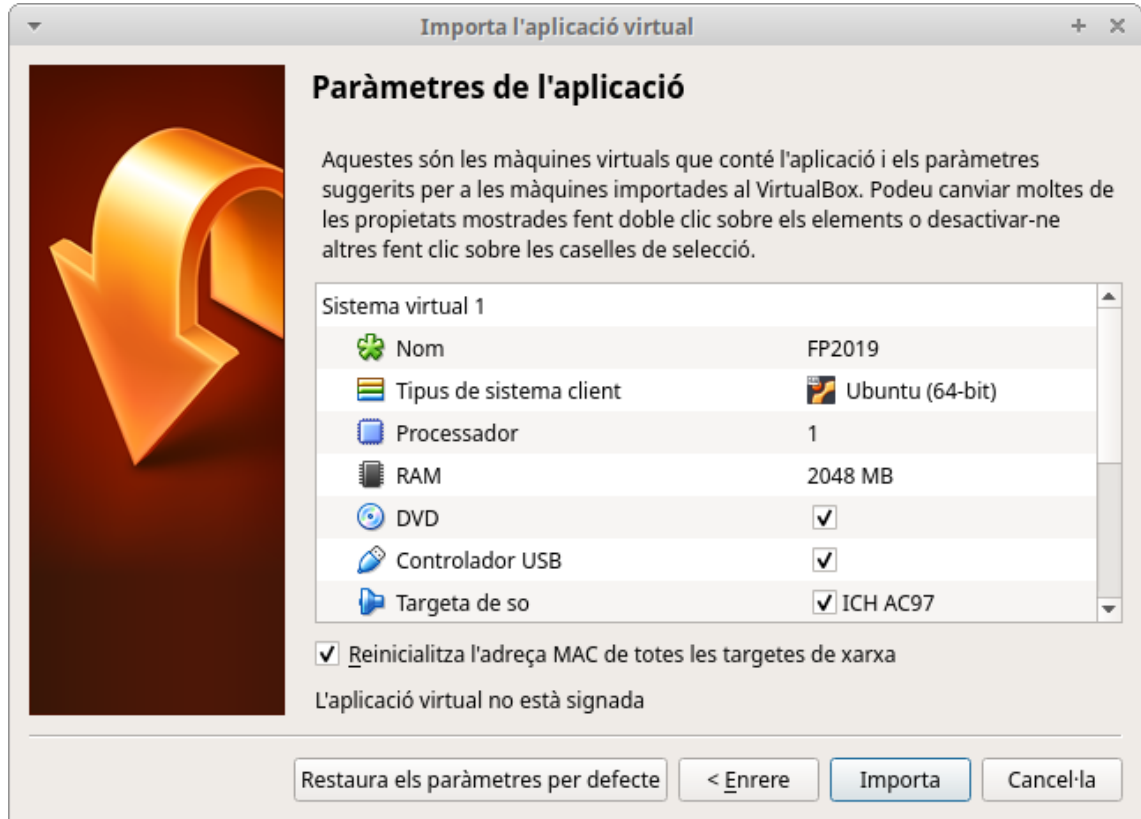 Importa l'aplicació virtual
Paràmetres de l'aplicació
Aquestes són les màquines virtuals que conté l'aplicació i els paràmetres
suggerits per a les màquines importades al VirtualBox. Podeu canviar moltes de
les propietats mostrades fent doble clic sobre els elements o desactivar-ne
altres fent clic sobre les caselles de selecció.
Sistema virtual 1
Nom FP2019
Tipus de sistema client Ubuntu (64-bit)
Processador 1
RAM 2048 MB
DVD
Controlador USB
Targeta de so ICH AC97
Reinicialitza l'adreça MAC de totes les targetes de xarxa
L'aplicació virtual no està signada
Restaura els paràmetres per defecte < Enrere Importa Cancel·la